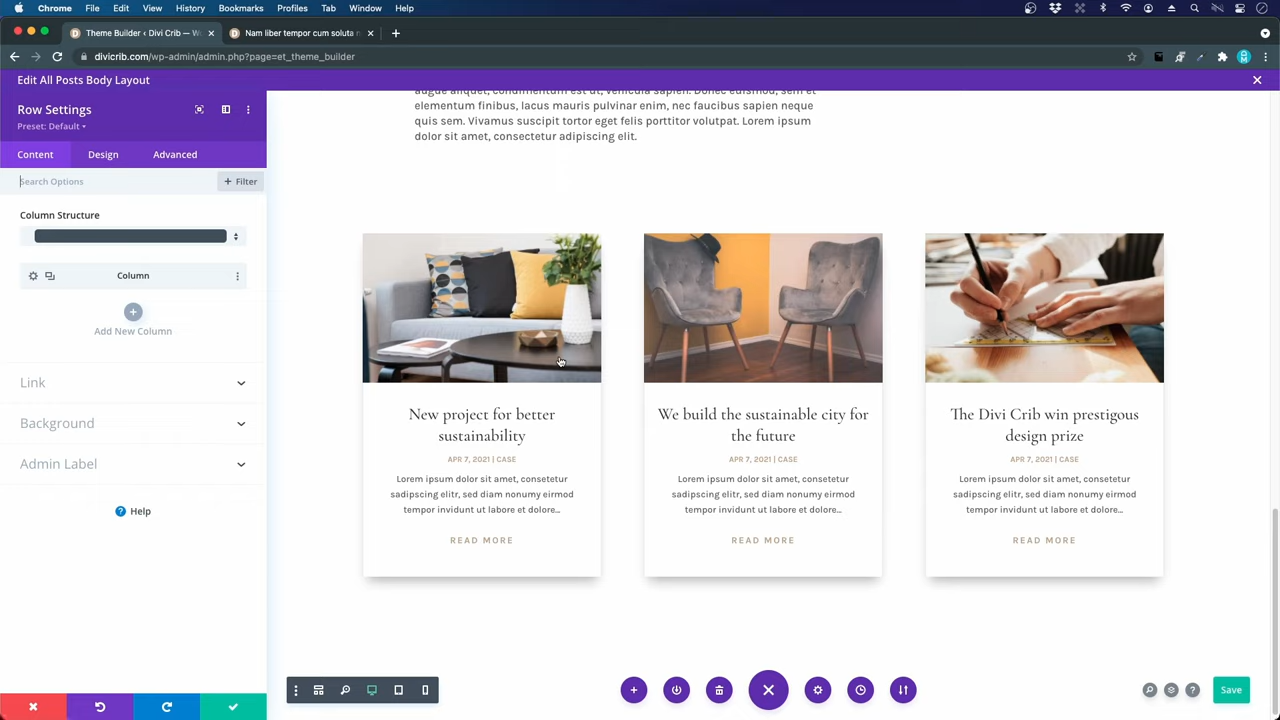 Chrome File Edit View History Bookmarks Profiles Tab Window Help
Theme Builder ‹ Divi Crib — W
Nam liber tempor cum soluta n
divicrib.com/wp-admin/admin.php?page=et_theme_builder
Edit All Posts Body Layout
Row Settings
Preset: Default
Content Design Advanced
Search Options
+ Filter
Column Structure
Column
Add New Column
Link
Background
Admin Label
? Help
augue aliquet, condimentum est ut, vehicula sapien. Donec euismod, sem et
elementum finibus, lacus mauris pulvinar enim, nec faucibus sapien neque
quis sem. Vivamus suscipit tortor eget felis porttitor volutpat. Lorem ipsum
dolor sit amet, consectetur adipiscing elit.
New project for better
sustainability
APR 7, 2021 | CASE
Lorem ipsum dolor sit amet, consetetur
sadipscing elitr, sed diam nonumy eirmod
tempor invidunt ut labore et dolore...
READ MORE
We build the sustainable city for
the future
APR 7, 2021 | CASE
Lorem ipsum dolor sit amet, consetetur
sadipscing elitr, sed diam nonumy eirmod
tempor invidunt ut labore et dolore...
READ MORE
The Divi Crib win prestigous
design prize
APR 7, 2021 | CASE
Lorem ipsum dolor sit amet, consetetur
sadipscing elitr, sed diam nonumy eirmod
tempor invidunt ut labore et dolore...
READ MORE
Save